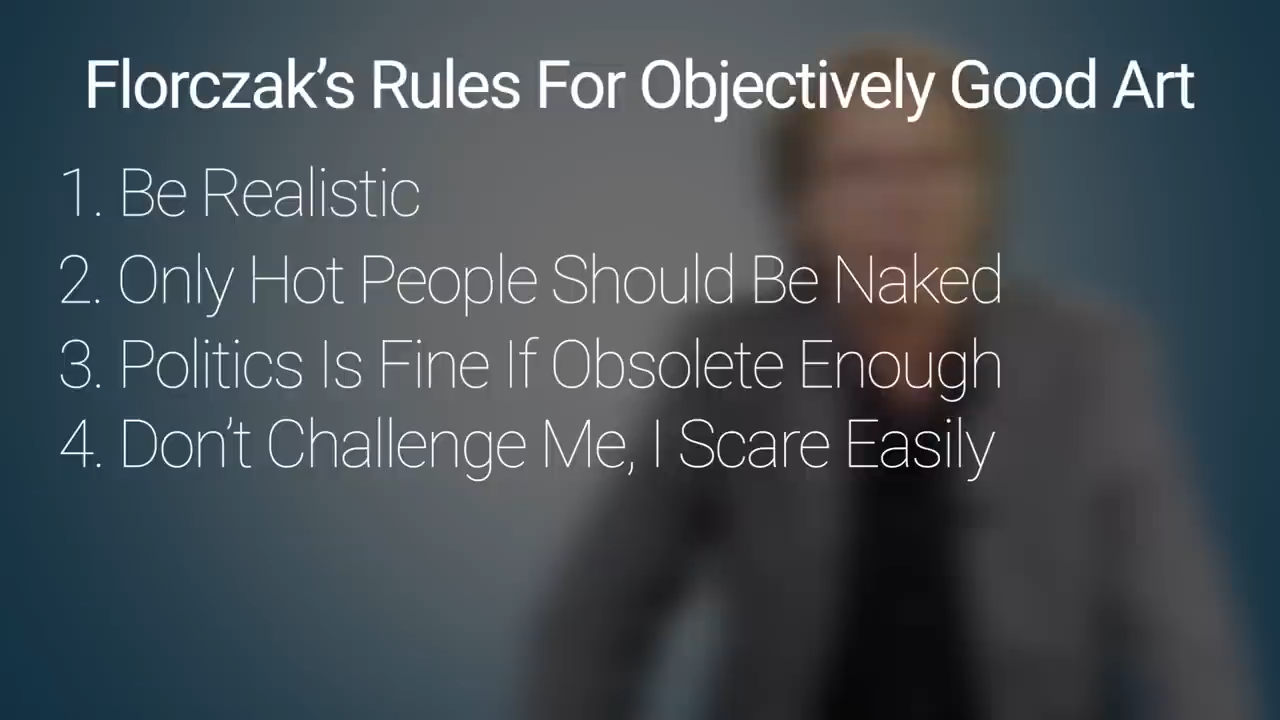 Florczak’s Rules For Objectively Good Art
1. Be Realistic
2. Only Hot People Should Be Naked
3. Politics Is Fine If Obsolete Enough
4. Don’t Challenge Me, I Scare Easily